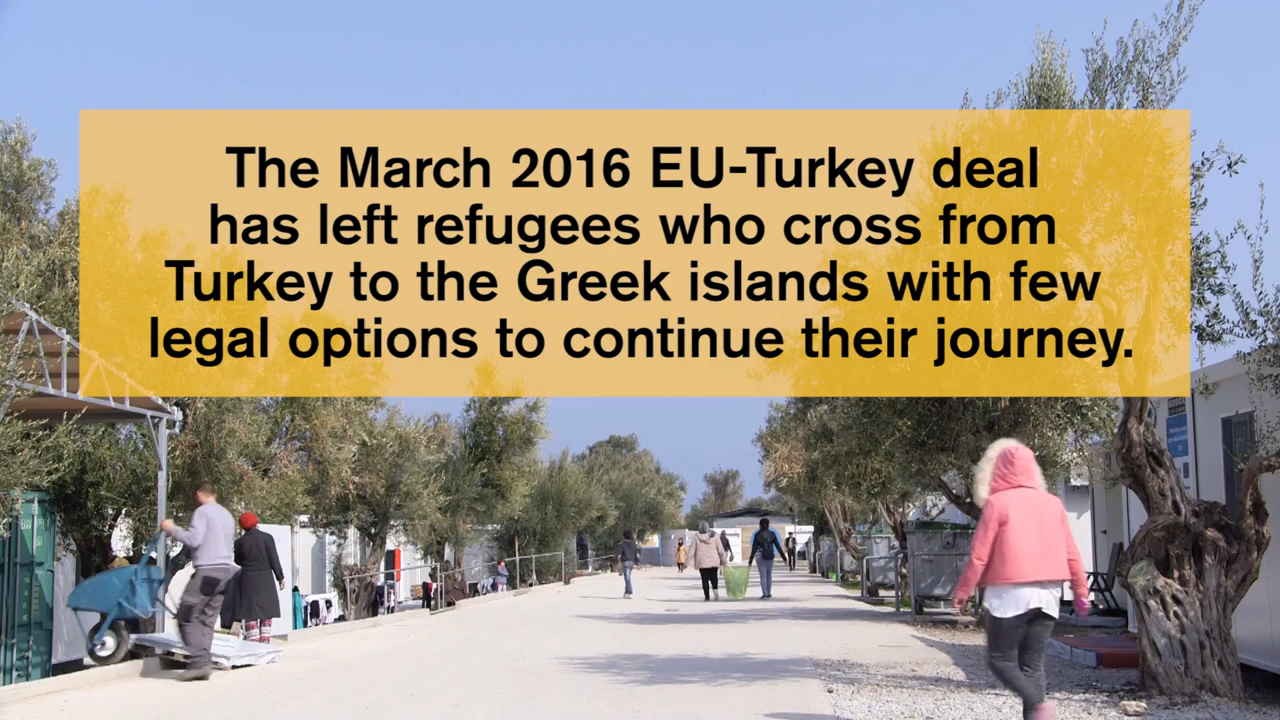 The March 2016 EU-Turkey deal
has left refugees who cross from
Turkey to the Greek islands with few
legal options to continue their journey.